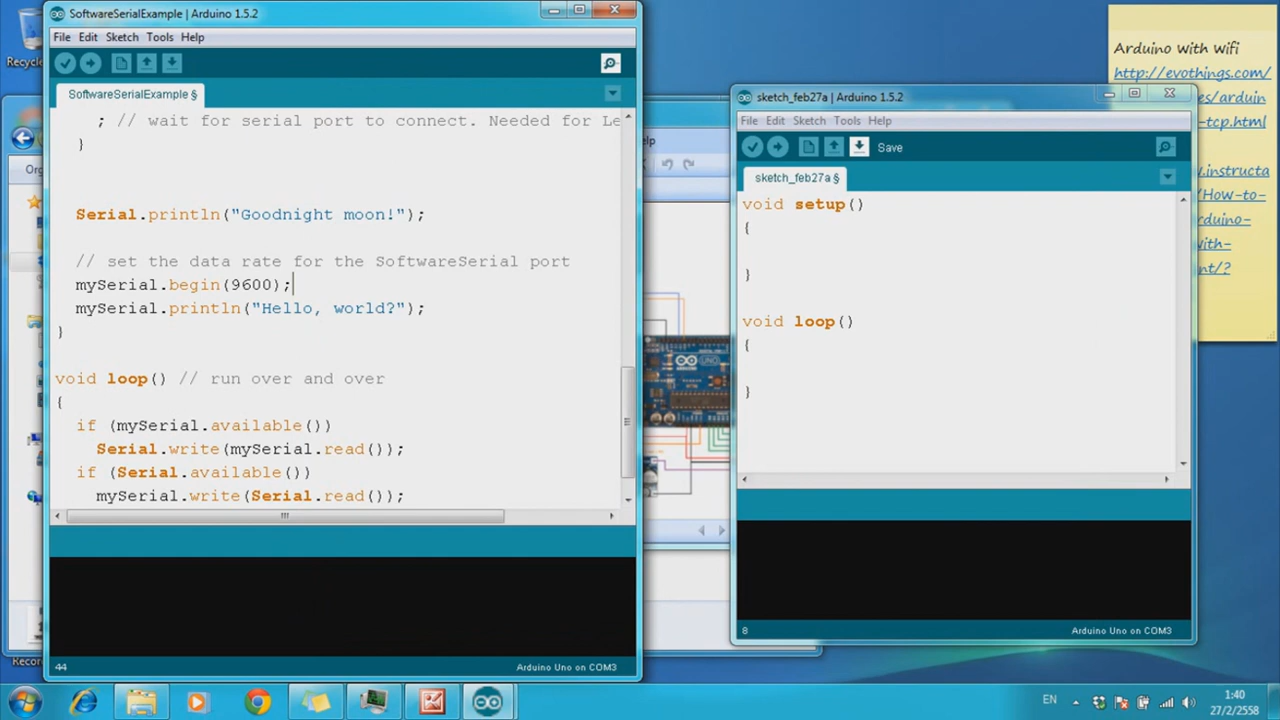 SoftwareSerialExample | Arduino 1.5.2
File Edit Sketch Tools Help
SoftwareSerialExample §
; // wait for serial port to connect. Needed for Le
}
Serial.println("Goodnight moon!");
// set the data rate for the SoftwareSerial port
mySerial.begin(9600);
mySerial.println("Hello, world?");
}
void loop() // run over and over
{
if (mySerial.available())
Serial.write(mySerial.read());
if (Serial.available())
mySerial.write(Serial.read());
44
Arduino Uno on COM3
Recycl
Org
Recor
lp
sketch_feb27a | Arduino 1.5.2
File Edit Sketch Tools Help
Save
sketch_feb27a §
void setup()
{
}
void loop()
{
}
8
Arduino Uno on COM3
Arduino with wifi
http://evothings.com/
es/arduin
-tcp.html
w.instructa
/How-to-
rduino-
with-
nt/?
EN
1:40
27/2/2558